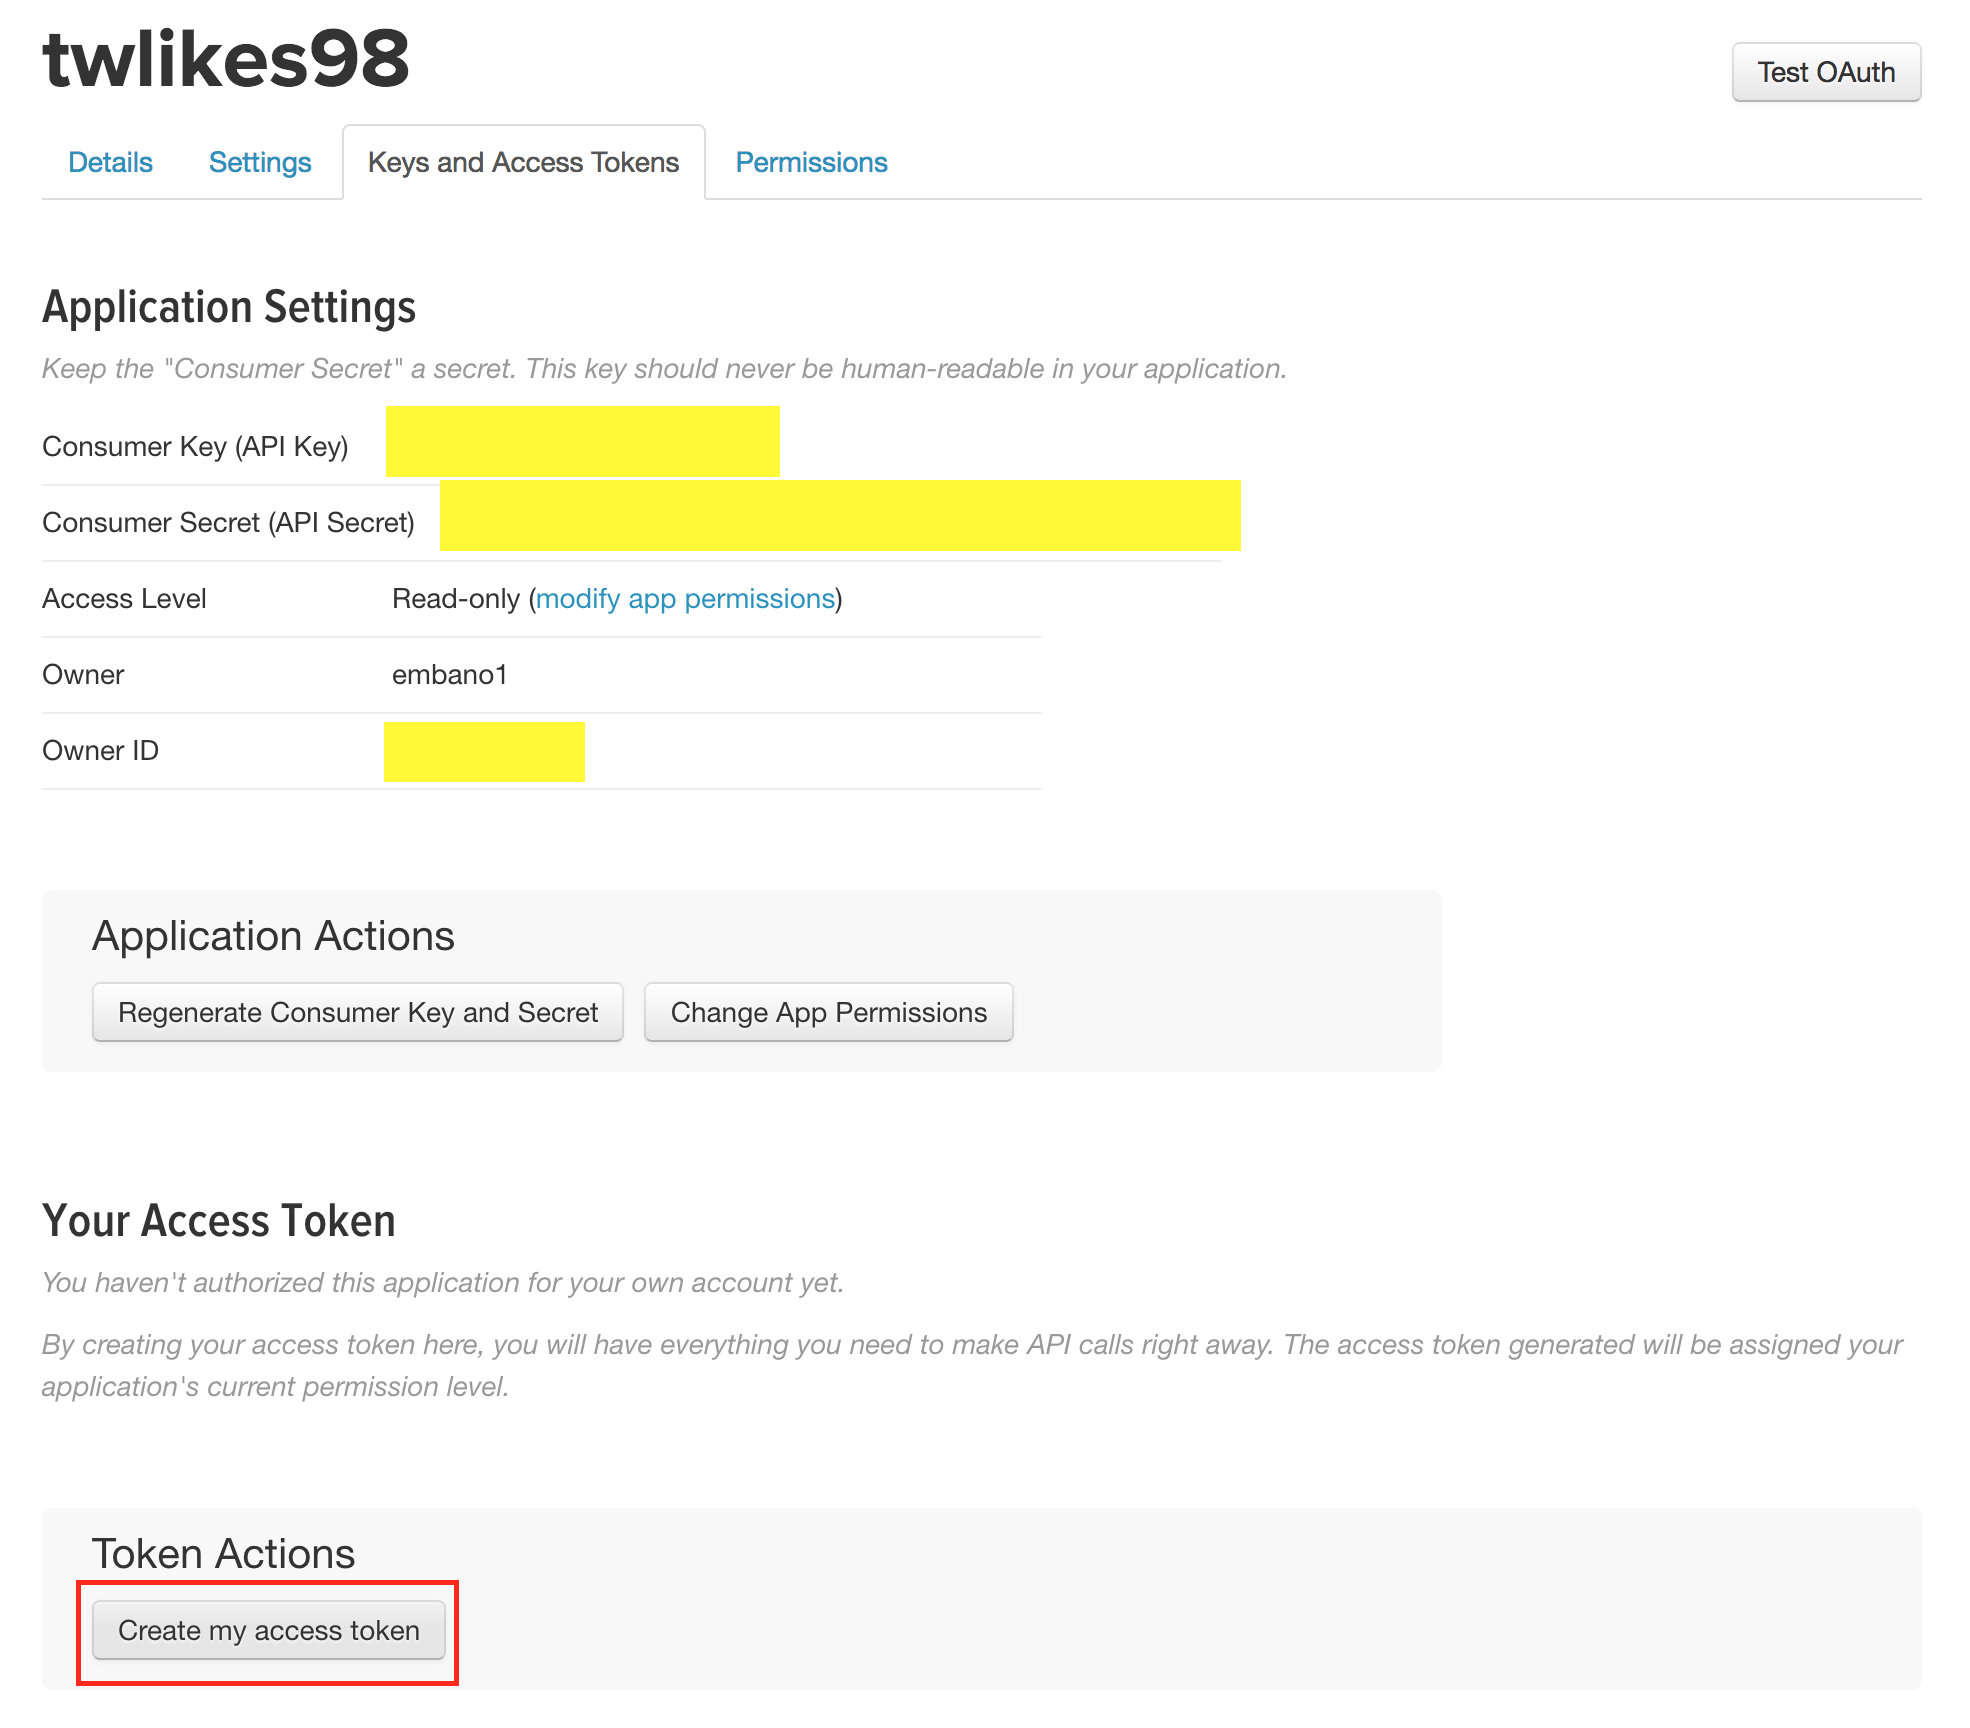 twlikes98
Test OAuth
Details Settings Keys and Access Tokens Permissions
Application Settings
Keep the "Consumer Secret" a secret. This key should never be human-readable in your application.
Consumer Key (API Key)
Consumer Secret (API Secret)
Access Level Read-only (modify app permissions)
Owner embano1
Owner ID
Application Actions
Regenerate Consumer Key and Secret Change App Permissions
Your Access Token
You haven't authorized this application for your own account yet.
By creating your access token here, you will have everything you need to make API calls right away. The access token generated will be assigned your
application's current permission level.
Token Actions
Create my access token